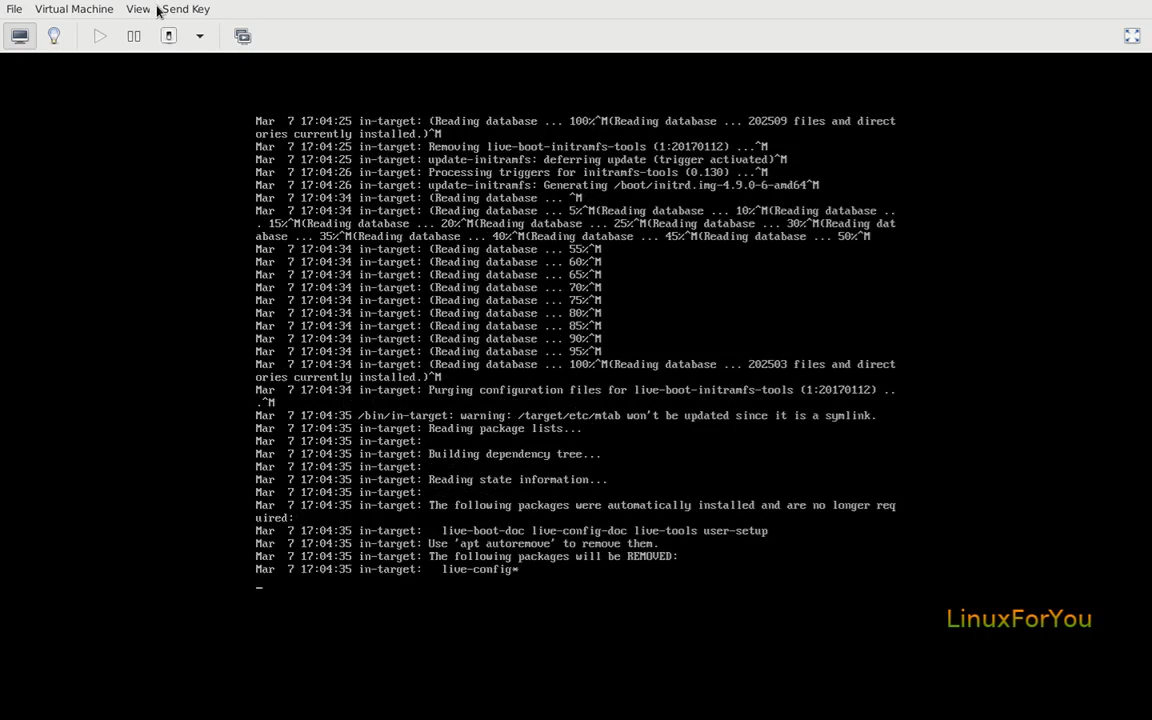 File Virtual Machine View Send Key
Mar  7 17:04:25 in-target: (Reading database ... 100%^M(Reading database ... 202509 files and direct
ories currently installed.)^M
Mar  7 17:04:25 in-target: Removing live-boot-initramfs-tools (1:20170112) ...^M
Mar  7 17:04:25 in-target: update-initramfs: deferring update (trigger activated)^M
Mar  7 17:04:26 in-target: Processing triggers for initramfs-tools (0.130) ...^M
Mar  7 17:04:26 in-target: update-initramfs: Generating /boot/initrd.img-4.9.0-6-amd64^M
Mar  7 17:04:34 in-target: (Reading database ... ^M
Mar  7 17:04:34 in-target: (Reading database ... 5%^M(Reading database ... 10%^M(Reading database ..
. 15%^M(Reading database ... 20%^M(Reading database ... 25%^M(Reading database ... 30%^M(Reading dat
abase ... 35%^M(Reading database ... 40%^M(Reading database ... 45%^M(Reading database ... 50%^M
Mar  7 17:04:34 in-target: (Reading database ... 55%^M
Mar  7 17:04:34 in-target: (Reading database ... 60%^M
Mar  7 17:04:34 in-target: (Reading database ... 65%^M
Mar  7 17:04:34 in-target: (Reading database ... 70%^M
Mar  7 17:04:34 in-target: (Reading database ... 75%^M
Mar  7 17:04:34 in-target: (Reading database ... 80%^M
Mar  7 17:04:34 in-target: (Reading database ... 85%^M
Mar  7 17:04:34 in-target: (Reading database ... 90%^M
Mar  7 17:04:34 in-target: (Reading database ... 95%^M
Mar  7 17:04:34 in-target: (Reading database ... 100%^M(Reading database ... 202503 files and direct
ories currently installed.)^M
Mar  7 17:04:34 in-target: Purging configuration files for live-boot-initramfs-tools (1:20170112) ..
.^M
Mar  7 17:04:35 /bin/in-target: warning: /target/etc/mtab won't be updated since it is a symlink.
Mar  7 17:04:35 in-target: Reading package lists...
Mar  7 17:04:35 in-target:
Mar  7 17:04:35 in-target: Building dependency tree...
Mar  7 17:04:35 in-target:
Mar  7 17:04:35 in-target: Reading state information...
Mar  7 17:04:35 in-target:
Mar  7 17:04:35 in-target: The following packages were automatically installed and are no longer req
uired:
Mar  7 17:04:35 in-target:   live-boot-doc live-config-doc live-tools user-setup
Mar  7 17:04:35 in-target: Use 'apt autoremove' to remove them.
Mar  7 17:04:35 in-target: The following packages will be REMOVED:
Mar  7 17:04:35 in-target:   live-config*
_
LinuxForYou